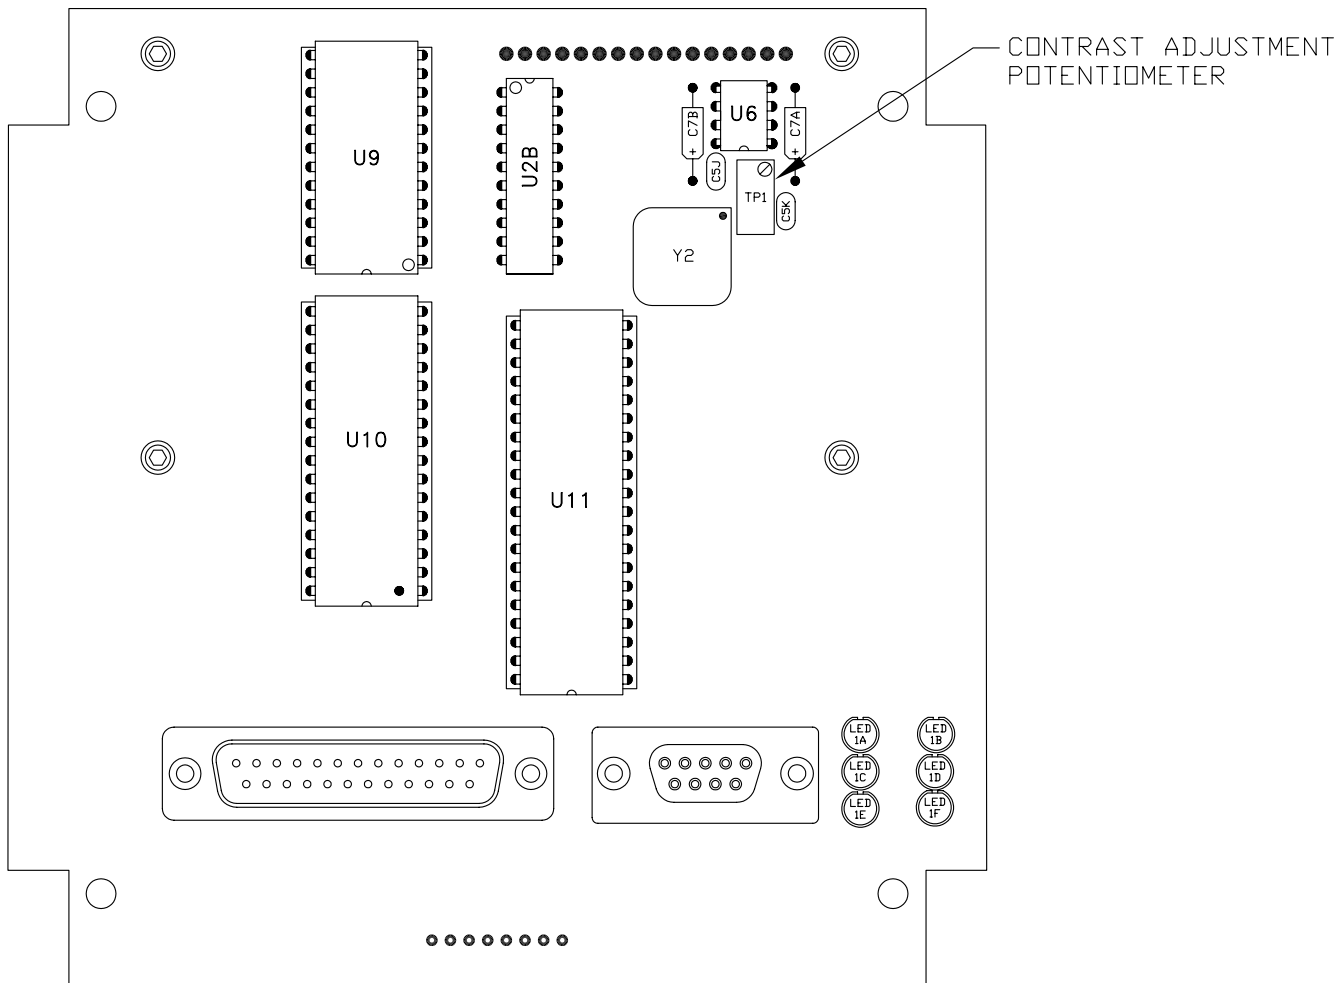 CONTRAST ADJUSTMENT
POTENTIOMETER
U9
U2B
C7B
+
U6
C7A
+
C5J
TP1
C5K
Y2
U10
U11
LED
1A
LED
1B
LED
1C
LED
1D
LED
1E
LED
1F